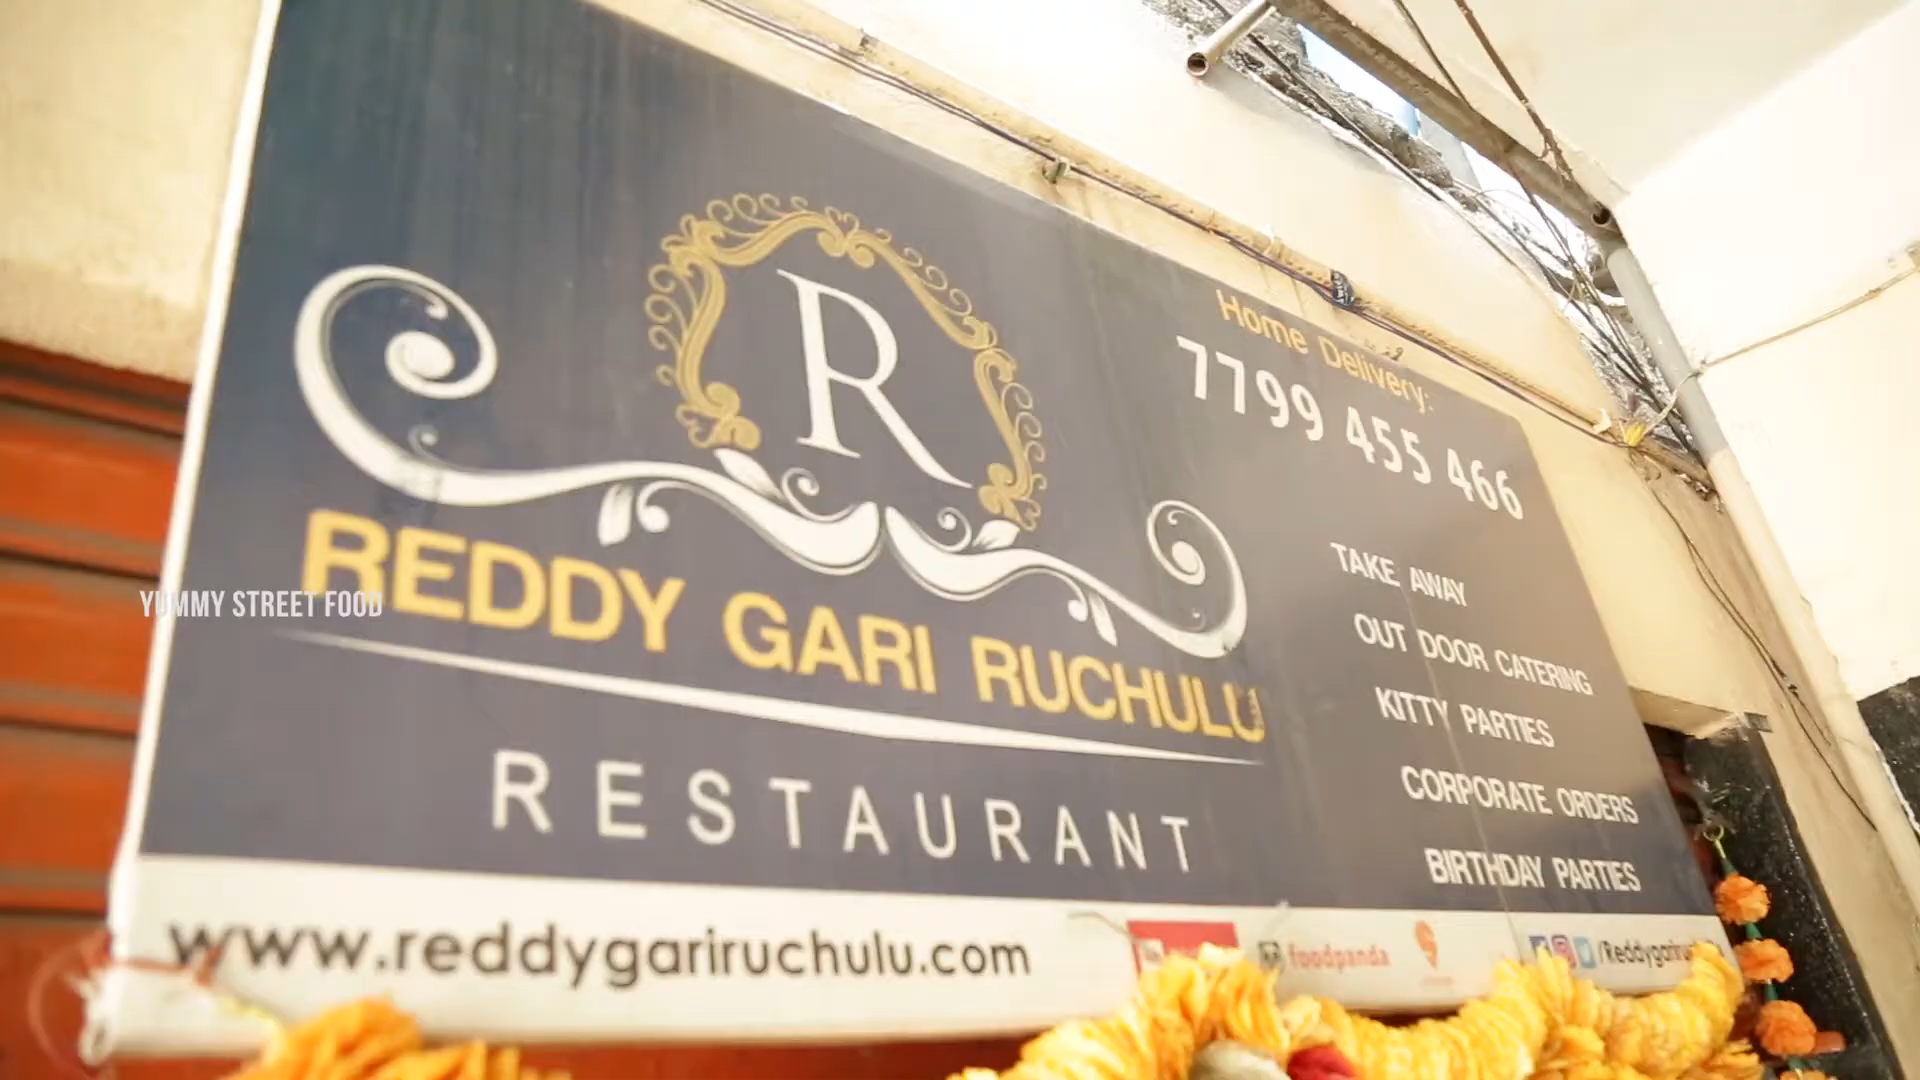 R
REDDY GARI RUCHULU
RESTAURANT
Home Delivery:
7799 455 466
TAKE AWAY
OUT DOOR CATERING
KITTY PARTIES
CORPORATE ORDERS
BIRTHDAY PARTIES
www.reddygariruchulu.com
foodpanda
YUMMY STREET FOOD